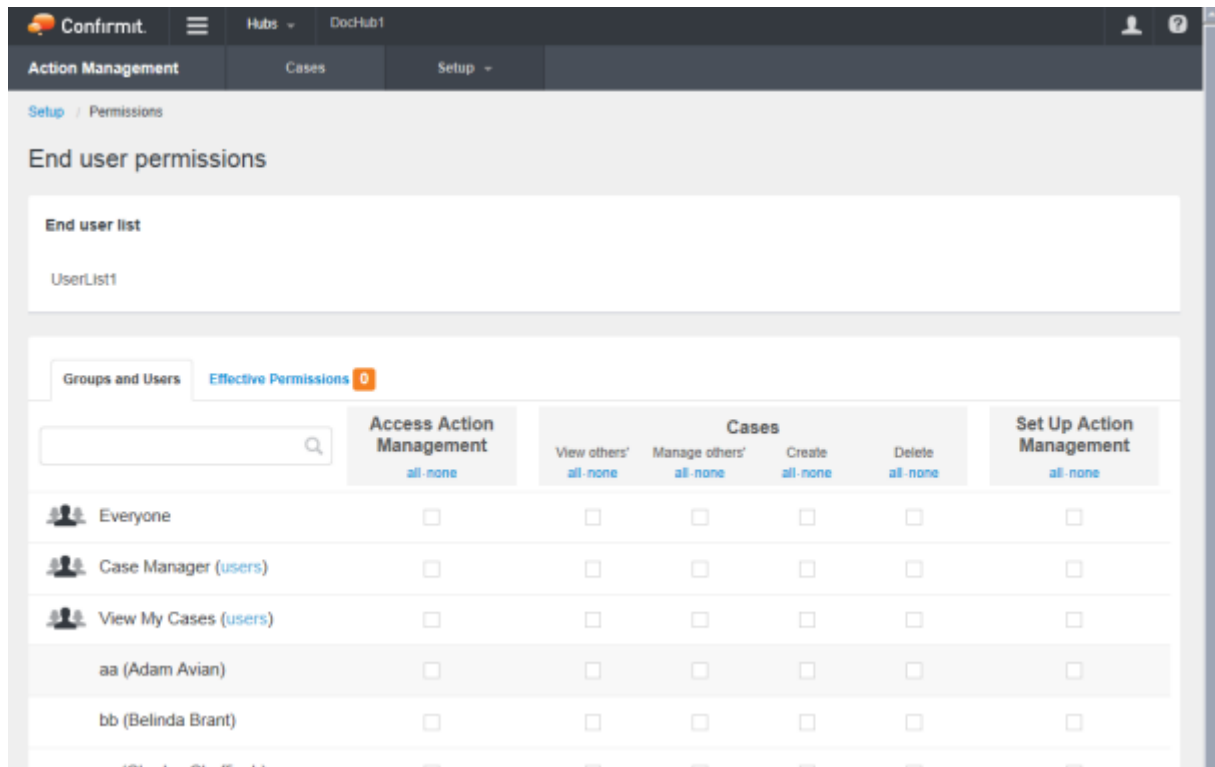 Confirmit. Hubs DocHub1
Action Management Cases Setup
Setup / Permissions
End user permissions
End user list
UserList1
Groups and Users Effective Permissions 0
Access Action Management
all-none
Cases
View others' Manage others' Create Delete
all-none all-none all-none all-none
Set Up Action Management
all-none
Everyone
Case Manager (users)
View My Cases (users)
aa (Adam Avian)
bb (Belinda Brant)